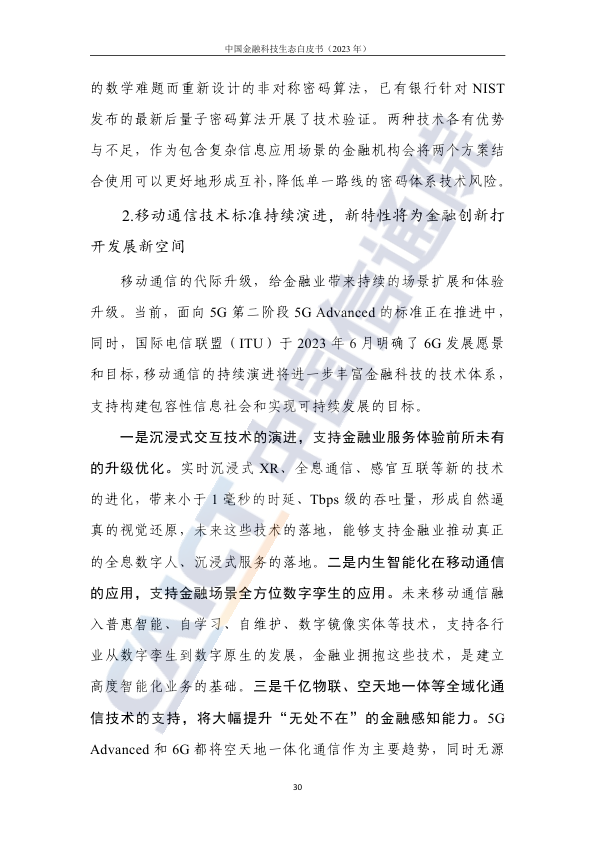 中国金融科技生态白皮书（2023 年）
的数学难题而重新设计的非对称密码算法，已有银行针对 NIST
发布的最新后量子密码算法开展了技术验证。两种技术各有优势
与不足，作为包含复杂信息应用场景的金融机构会将两个方案结
合使用可以更好地形成互补,降低单一路线的密码体系技术风险。
2.移动通信技术标准持续演进，新特性将为金融创新打
开发展新空间
移动通信的代际升级，给金融业带来持续的场景扩展和体验
升级。当前，面向 5G 第二阶段 5G Advanced 的标准正在推进中，
同时，国际电信联盟（ITU）于 2023 年 6 月明确了 6G 发展愿景
和目标,移动通信的持续演进将进一步丰富金融科技的技术体系，
支持构建包容性信息社会和实现可持续发展的目标。
一是沉浸式交互技术的演进，支持金融业服务体验前所未有
的升级优化。实时沉浸式 XR、全息通信、感官互联等新的技术
的进化，带来小于 1 毫秒的时延、Tbps 级的吞吐量，形成自然逼
真的视觉还原，未来这些技术的落地，能够支持金融业推动真正
的全息数字人、沉浸式服务的落地。二是内生智能化在移动通信
的应用，支持金融场景全方位数字孪生的应用。未来移动通信融
入普惠智能、自学习、自维护、数字镜像实体等技术，支持各行
业从数字孪生到数字原生的发展，金融业拥抱这些技术，是建立
高度智能化业务的基础。三是千亿物联、空天地一体等全域化通
信技术的支持，将大幅提升“无处不在”的金融感知能力。5G
Advanced 和 6G 都将空天地一体化通信作为主要趋势，同时无源
30
CAICT 中国信通院